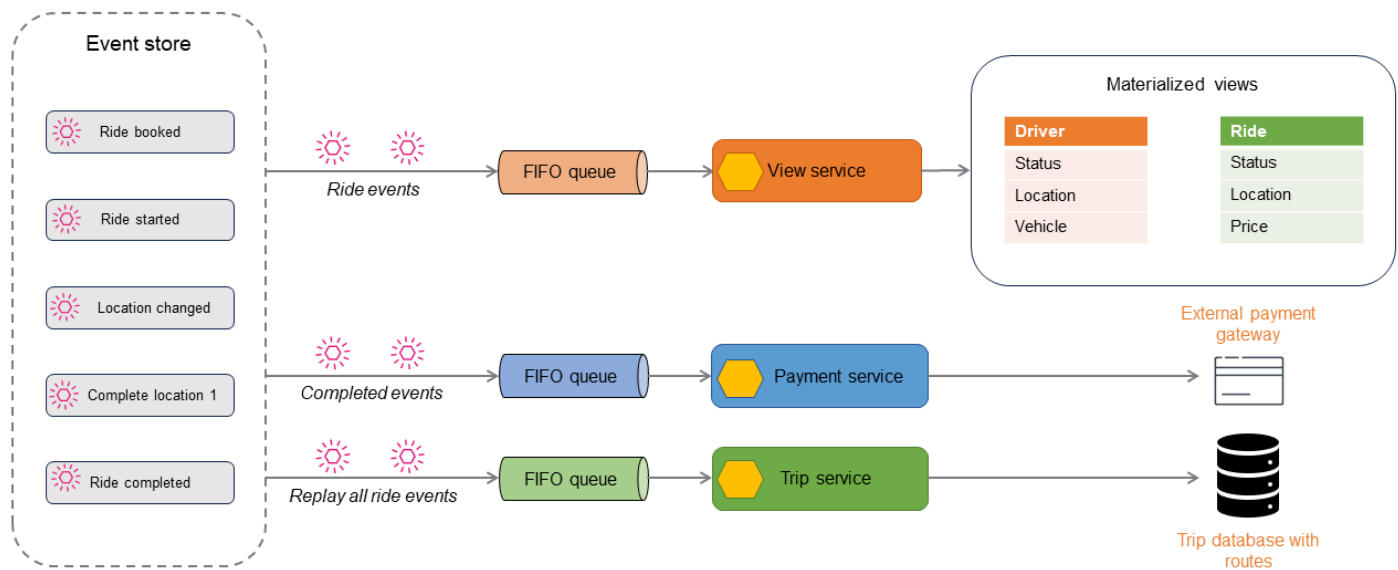 Event store
Ride booked
Ride started
Location changed
Complete location 1
Ride completed
Ride events
FIFO queue
View service
Materialized views
Driver
Status
Location
Vehicle
Ride
Status
Location
Price
Completed events
FIFO queue
Payment service
External payment
gateway
Replay all ride events
FIFO queue
Trip service
Trip database with
routes